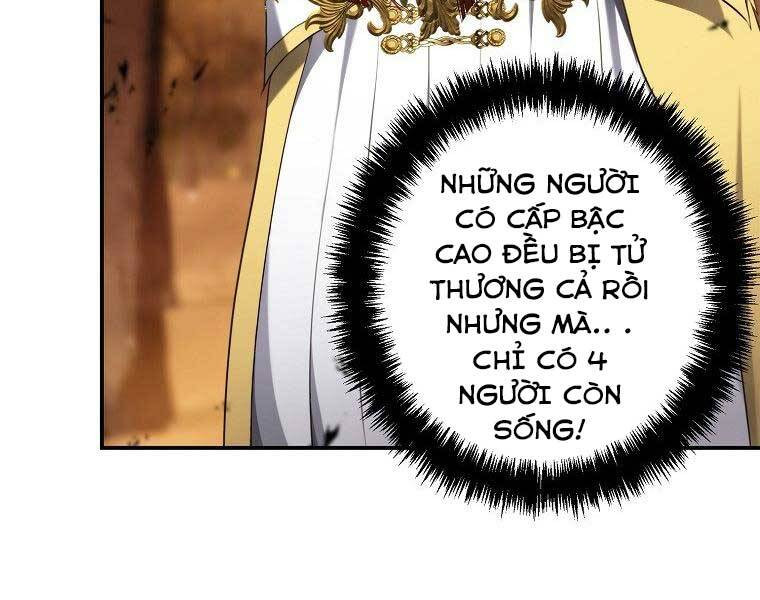 NHỮNG NGƯỜI
CÓ CẤP BẬC
CAO ĐỀU BỊ TỬ
THƯƠNG CẢ RỒI
NHƯNG MÀ.. .
CHỈ CÓ 4
NGƯỜI CÒN
SỐNG!